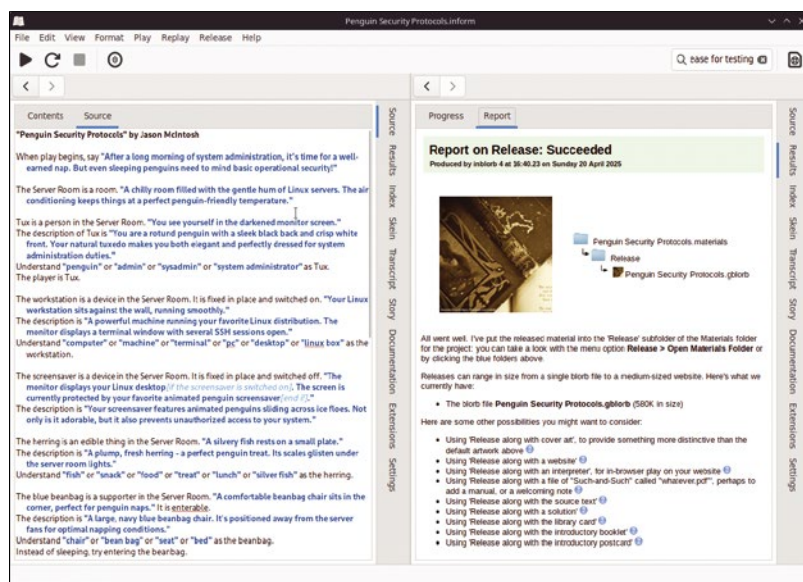 Penguin Security Protocols.inform
File Edit View Format Play Replay Release Help
ease for testing
Contents Source
"Penguin Security Protocols" by Jason McIntosh
When play begins, say "After a long morning of system administration, it's time for a well-
earned nap. But even sleeping penguins need to mind basic operational security!"
The Server Room is a room. "A chilly room filled with the gentle hum of Linux servers. The air
conditioning keeps things at a perfect penguin-friendly temperature."
Tux is a person in the Server Room. "You see yourself in the darkened monitor screen."
The description of Tux is "You are a rotund penguin with a sleek black back and crisp white
front. Your natural tuxedo makes you both elegant and perfectly dressed for system
administration duties."
Understand "penguin" or "admin" or "sysadmin" or "system administrator" as Tux.
The player is Tux.
The workstation is a device in the Server Room. It is fixed in place and switched on. "Your Linux
workstation sits against the wall, running smoothly."
The description is "A powerful machine running your favorite Linux distribution. The
monitor displays a terminal window with several SSH sessions open."
Understand "computer" or "machine" or "terminal" or "pc" or "desktop" or "linux box" as the
workstation.
The screensaver is a device in the Server Room. It is fixed in place and switched off. "The
monitor displays your Linux desktop[if the screensaver is switched on]. The screen is
currently protected by your favorite animated penguin screensaver[end if]."
The description is "Your screensaver features animated penguins sliding across ice floes. Not
only is it adorable, but it also prevents unauthorized access to your system."
The herring is an edible thing in the Server Room. "A silvery fish rests on a small plate."
The description is "A plump, fresh herring - a perfect penguin treat. Its scales glisten under
the server room lights."
Understand "fish" or "snack" or "food" or "treat" or "lunch" or "silver fish" as the herring.
The blue beanbag is a supporter in the Server Room. "A comfortable beanbag chair sits in the
corner, perfect for penguin naps." It is enterable.
The description is "A large, navy blue beanbag chair. It's positioned away from the server
fans for optimal napping conditions."
Understand "chair" or "bean bag" or "seat" or "bed" as the beanbag.
Instead of sleeping, try entering the beanbag.
Source
Results
Index
Skein
Transcript
Story
Documentation
Extensions
Settings
Progress Report
Report on Release: Succeeded
Produced by inblorb 4 at 16:40.23 on Sunday 20 April 2025
Penguin Security Protocols.materials
Release
Penguin Security Protocols.gblorb
All went well. I've put the released material into the 'Release' subfolder of the Materials folder
for the project: you can take a look with the menu option Release > Open Materials Folder or
by clicking the blue folders above.
Releases can range in size from a single blorb file to a medium-sized website. Here's what we
currently have:
• The blorb file Penguin Security Protocols.gblorb (580K in size)
Here are some other possibilities you might want to consider:
• Using 'Release along with cover art', to provide something more distinctive than the
default artwork above
• Using 'Release along with a website'
• Using 'Release along with an interpreter', for in-browser play on your website
• Using 'Release along with a file of "Such-and-Such" called "whatever.pdf"', perhaps to
add a manual, or a welcoming note
• Using 'Release along with the source text'
• Using 'Release along with a solution'
• Using 'Release along with the library card'
• Using 'Release along with the introductory booklet'
• Using 'Release along with the introductory postcard'
Source
Results
Index
Skein
Transcript
Story
Documentation
Extensions
Settings